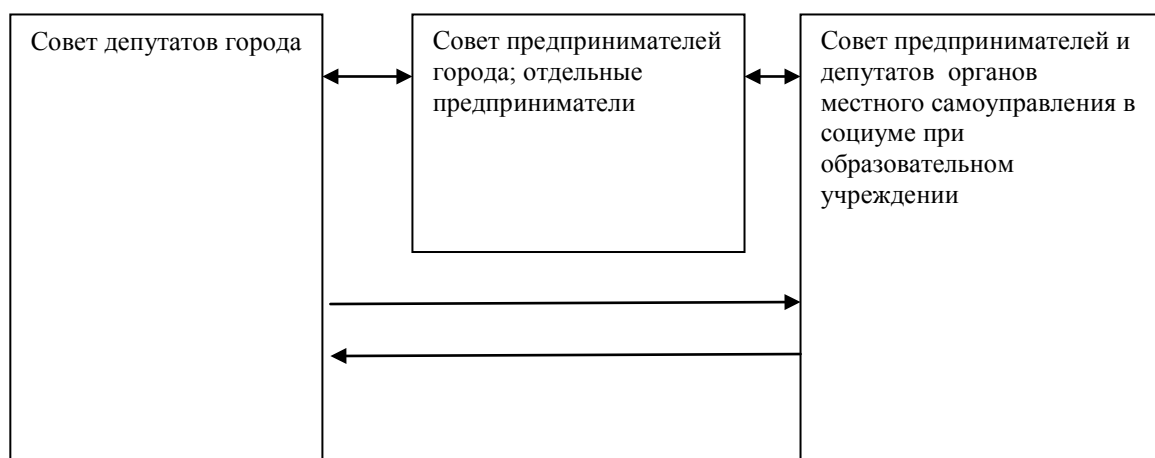 Совет депутатов города
Совет предпринимателей
города; отдельные
предприниматели
Совет предпринимателей и
депутатов органов
местного самоуправления в
социуме при
образовательном
учреждении